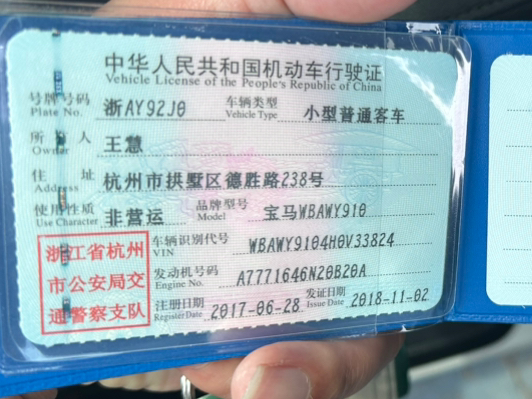 中华人民共和国机动车行驶证
Vehicle License of the People's Republic of China
号牌号码 浙AY92J0 车辆类型 小型普通客车
Plate No. Vehicle Type
所有人 王慧
Owner
住址 杭州市拱墅区德胜路238号
Address
使用性质 非营运 品牌型号 宝马WBAWY910
Use Character Model
车辆识别代号 WBAWY9104H0V33824
VIN
发动机号码 A7771646N20B20A
Engine No.
注册日期 2017-06-28 发证日期 2018-11-02
Register Date Issue Date
浙江省杭州
市公安局交
通警察支队